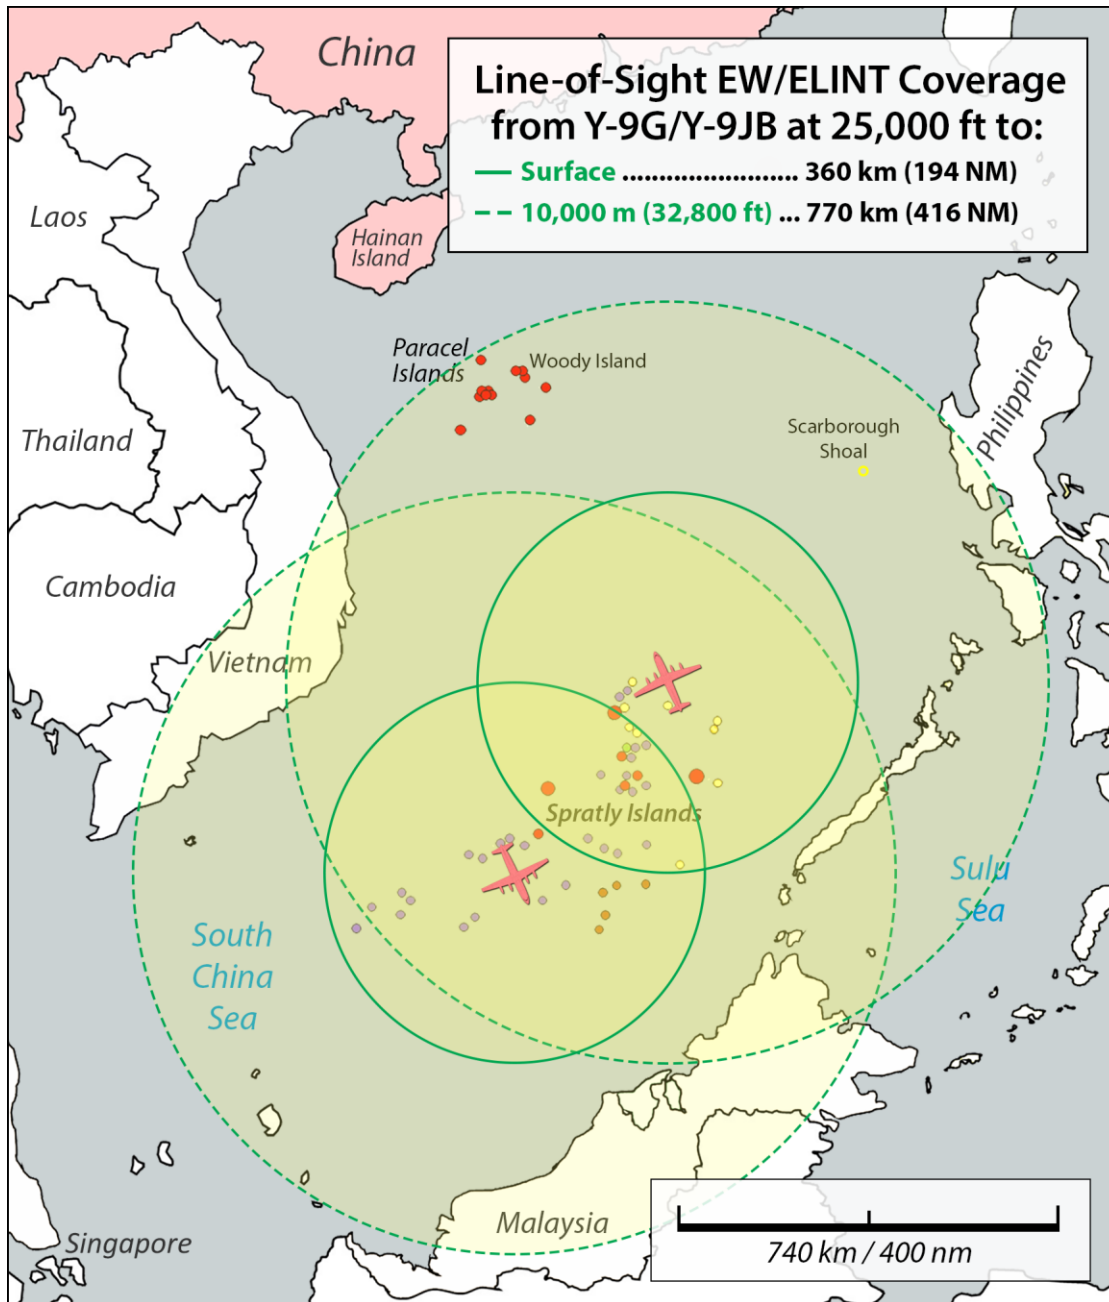 China
Line-of-Sight EW/ELINT Coverage
from Y-9G/Y-9JB at 25,000 ft to:
Surface ........................ 360 km (194 NM)
10,000 m (32,800 ft) ... 770 km (416 NM)
Laos
Hainan
Island
Paracel
Islands
Woody Island
Philippines
Scarborough
Shoal
Thailand
Cambodia
Vietnam
Spratly Islands
Sulu
Sea
South
China
Sea
Malaysia
Singapore
740 km / 400 nm